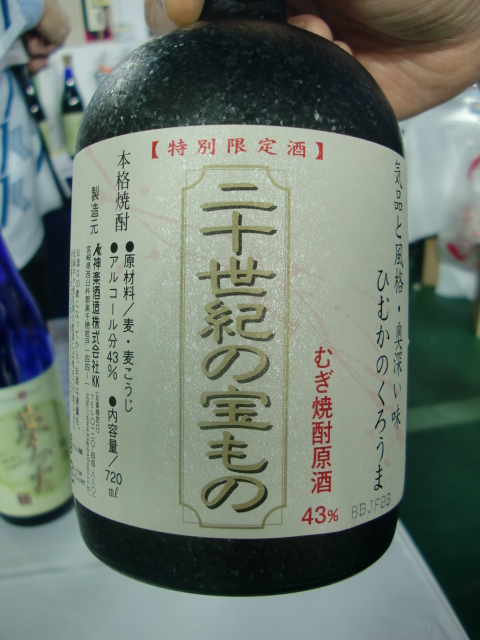 【特別限定酒】
気品と風格・奥深い味
ひむかのくろうま
二十世紀の宝もの
むぎ焼酎原酒
43%
BBJFBB
本格焼酎
●原材料/麦・麦こうじ
●アルコール分43% ●内容量/720ml
製造元
神楽酒造株式会社KK